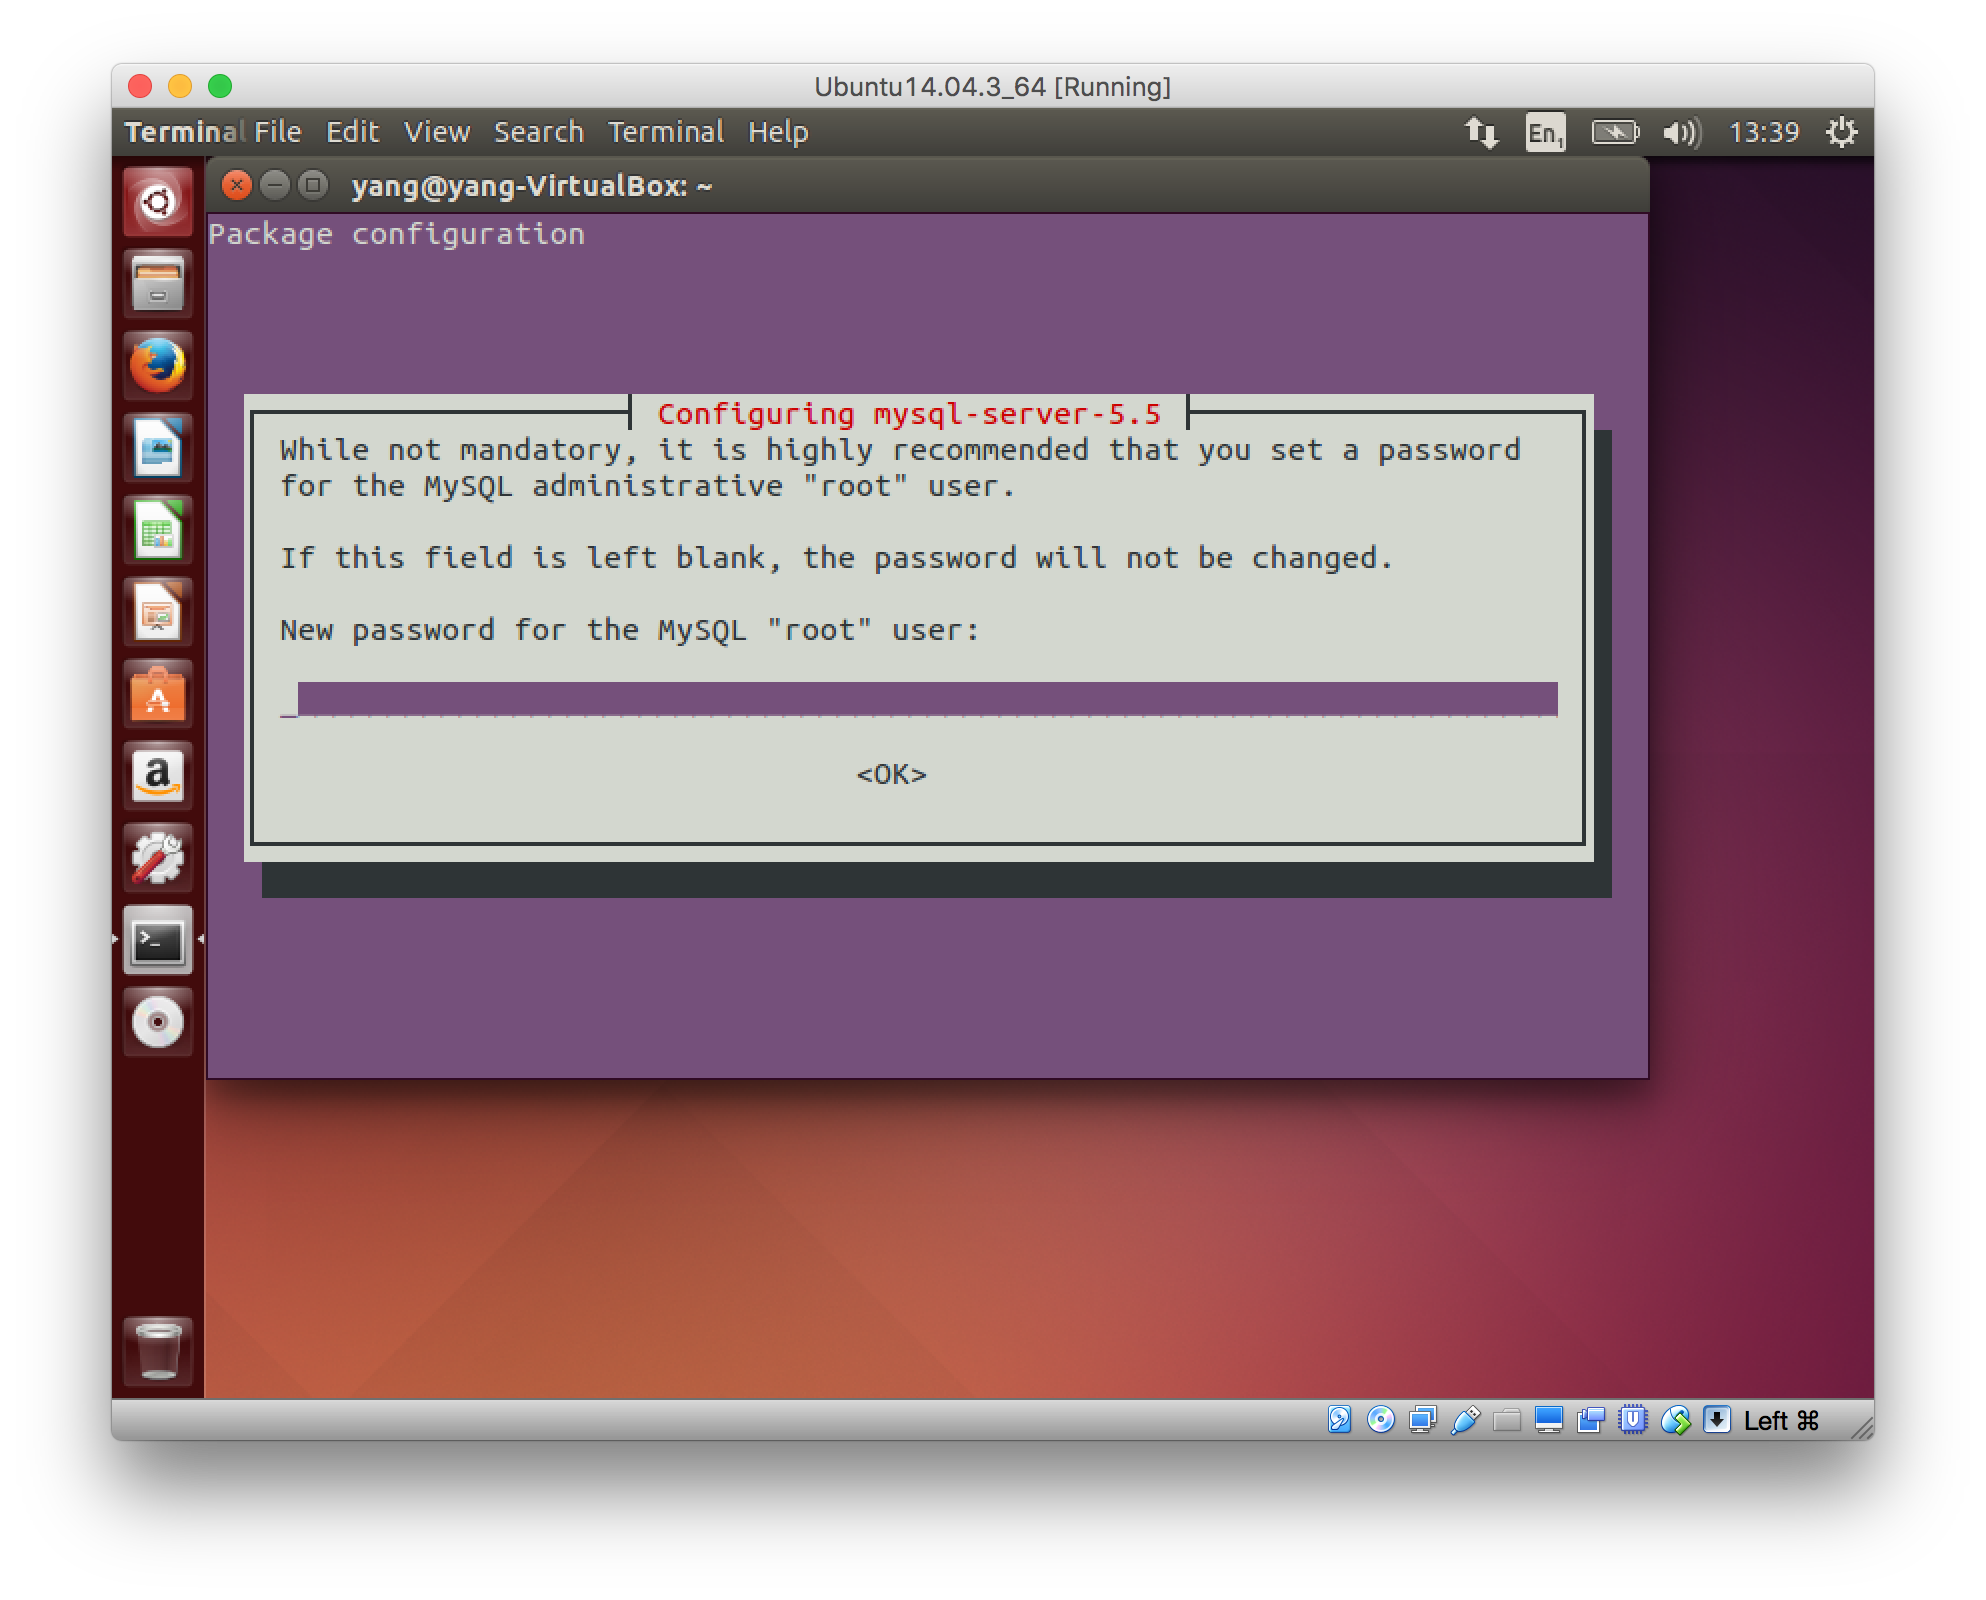 Ubuntu14.04.3_64 [Running]
Terminal File Edit View Search Terminal Help En1 13:39
yang@yang-VirtualBox: ~
Package configuration
Configuring mysql-server-5.5
While not mandatory, it is highly recommended that you set a password
for the MySQL administrative "root" user.
If this field is left blank, the password will not be changed.
New password for the MySQL "root" user:
<OK>
Left ⌘